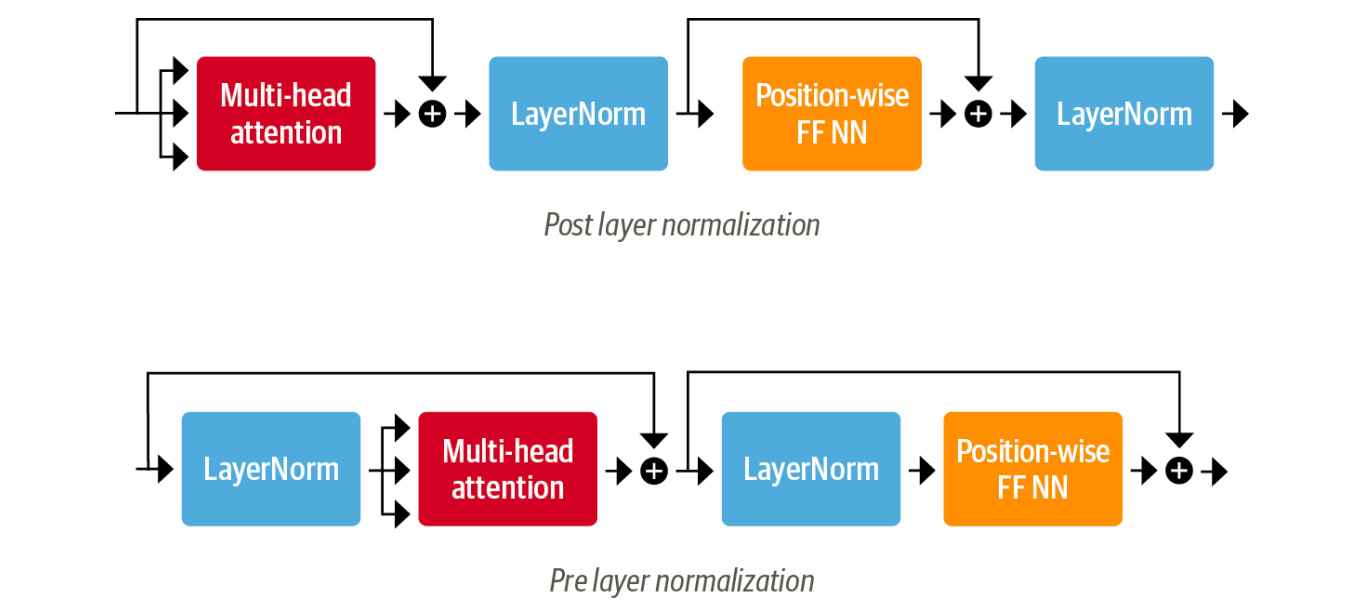 Multi-head
attention
LayerNorm
Position-wise
FF NN
LayerNorm
Post layer normalization
LayerNorm
Multi-head
attention
LayerNorm
Position-wise
FF NN
Pre layer normalization